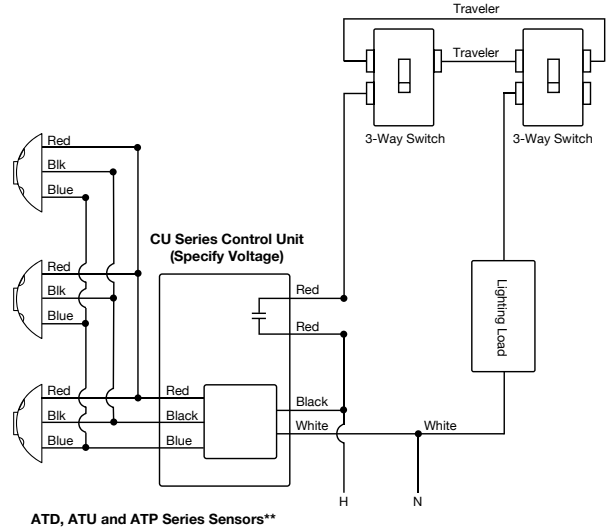 Traveler
Traveler
3-Way Switch
3-Way Switch
Red
Blk
Blue
CU Series Control Unit
(Specify Voltage)
Red
Blk
Blue
Red
Red
Lighting Load
Red
Blk
Blue
Red
Black
Blue
Black
White
White
H
N
ATD, ATU and ATP Series Sensors**